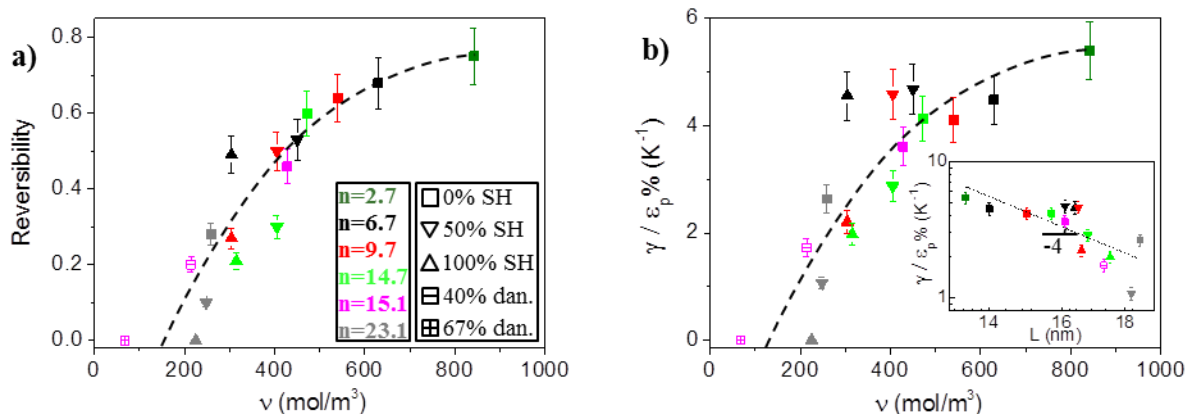 a)
Reversibility
0.8
0.6
0.4
0.2
0.0
0 200 400 600 800 1000
ν (mol/m³)
n=2.7
n=6.7
n=9.7
n=14.7
n=15.1
n=23.1
0% SH
50% SH
100% SH
40% dan.
67% dan.
b)
γ / εₚ% (K⁻¹)
6
4
2
0
0 200 400 600 800 1000
ν (mol/m³)
γ / εₚ% (K⁻¹)
10
1
-4
14 16 18
L (nm)